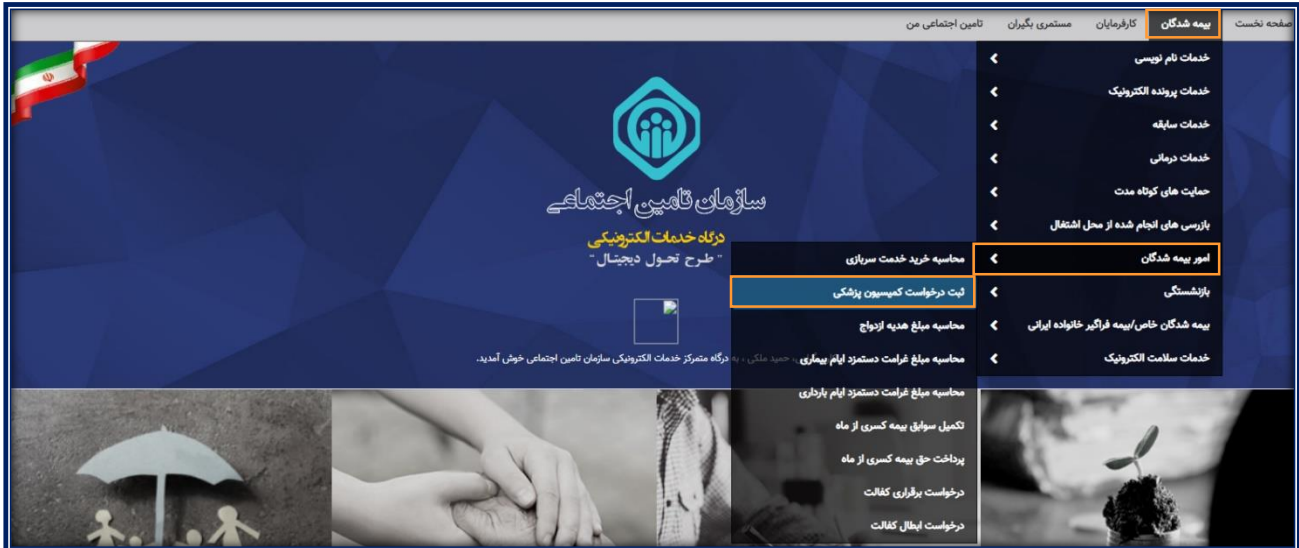 صفحه نخست
بیمه شدگان
کارفرمایان
مستمری بگیران
تامین اجتماعی من
خدمات نام نویسی
خدمات پرونده الکترونیک
خدمات سابقه
خدمات درمانی
حمایت های کوتاه مدت
بازرسی های انجام شده از محل اشتغال
امور بیمه شدگان
بازنشستگی
بیمه شدگان خاص/بیمه فراگیر خانواده ایرانی
خدمات سلامت الکترونیک
محاسبه خرید خدمت سربازی
ثبت درخواست کمیسیون پزشکی
محاسبه مبلغ هدیه ازدواج
محاسبه مبلغ غرامت دستمزد ایام بیماری
محاسبه مبلغ غرامت دستمزد ایام بارداری
تکمیل سوابق بیمه کسری از ماه
پرداخت حق بیمه کسری از ماه
درخواست برقراری کفالت
درخواست ابطال کفالت
سازمان تامین اجتماعی
درگاه خدمات الکترونیکی
"طرح تحول دیجیتال"
حمید ملکی ، به درگاه متمرکز خدمات الکترونیکی سازمان تامین اجتماعی خوش آمدید.